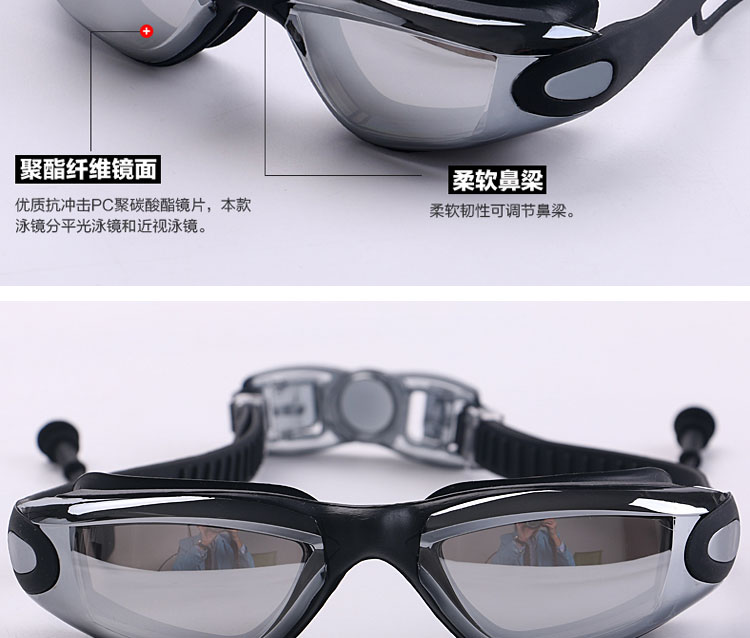 聚酯纤维镜面
优质抗冲击PC聚碳酸酯镜片，本款
泳镜分平光泳镜和近视泳镜。
柔软鼻梁
柔软韧性可调节鼻梁。